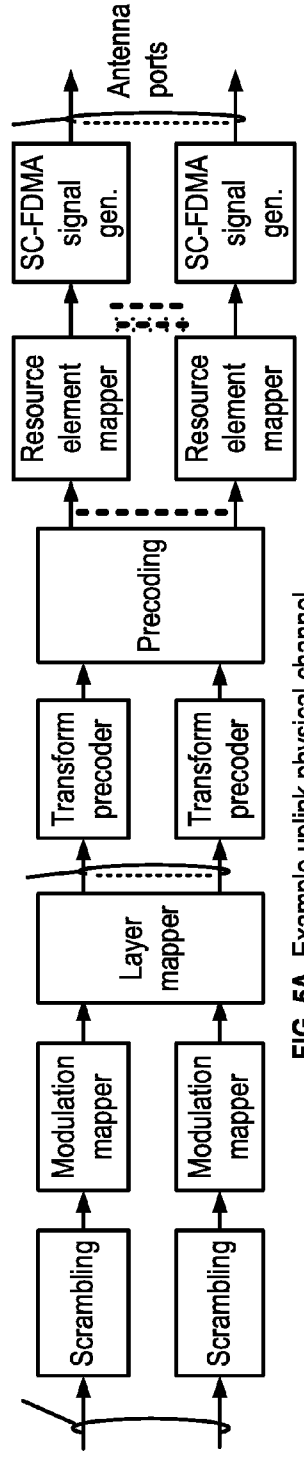 Scrambling
Modulation
mapper
Layer
mapper
Transform
precoder
Precoding
Resource
element
mapper
SC-FDMA
signal
gen.
Antenna
ports
Scrambling
Modulation
mapper
Transform
precoder
Resource
element
mapper
SC-FDMA
signal
gen.
FIG. 5A Example uplink physical channel